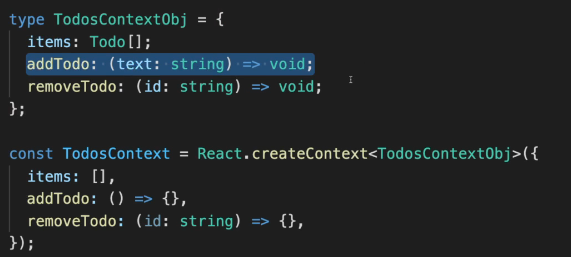 type TodosContextObj = {
items: Todo[];
addTodo: (text: string) => void;
removeTodo: (id: string) => void;
};
const TodosContext = React.createContext<TodosContextObj>({
items: [],
addTodo: () => {},
removeTodo: (id: string) => {},
});